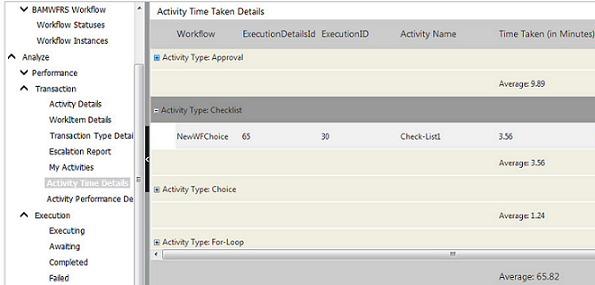 BAMWFRS Workflow
Workflow Statuses
Workflow Instances
Analyze
Performance
Transaction
Activity Details
WorkItem Details
Transaction Type Detai
Escalation Report
My Activities
Activity Time Details
Activity Performance De
Execution
Executing
Awaiting
Completed
Failed
Activity Time Taken Details
Workflow ExecutionDetailsId ExecutionID Activity Name Time Taken (in Minutes)
Activity Type: Approval
Average: 9.89
Activity Type: Checklist
NewWFChoice 65 30 Check-List1 3.56
Average: 3.56
Activity Type: Choice
Average: 1.24
Activity Type: For-Loop
Average: 65.82